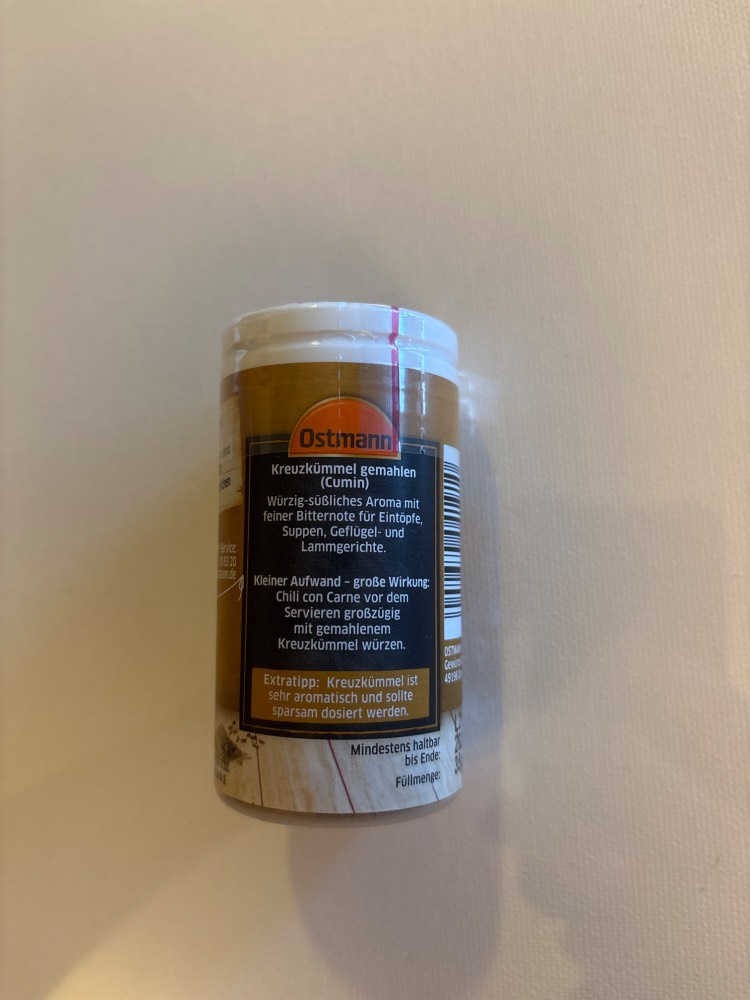 Ostmann
Kreuzkümmel gemahlen
(Cumin)
Würzig-süßliches Aroma mit
feiner Bitternote für Eintöpfe,
Suppen, Geflügel- und
Lammgerichte.
Kleiner Aufwand – große Wirkung:
Chili con Carne vor dem
Servieren großzügig
mit gemahlenem
Kreuzkümmel würzen.
Extratipp: Kreuzkümmel ist
sehr aromatisch und sollte
sparsam dosiert werden.
Mindestens haltbar
bis Ende:
Füllmenge: